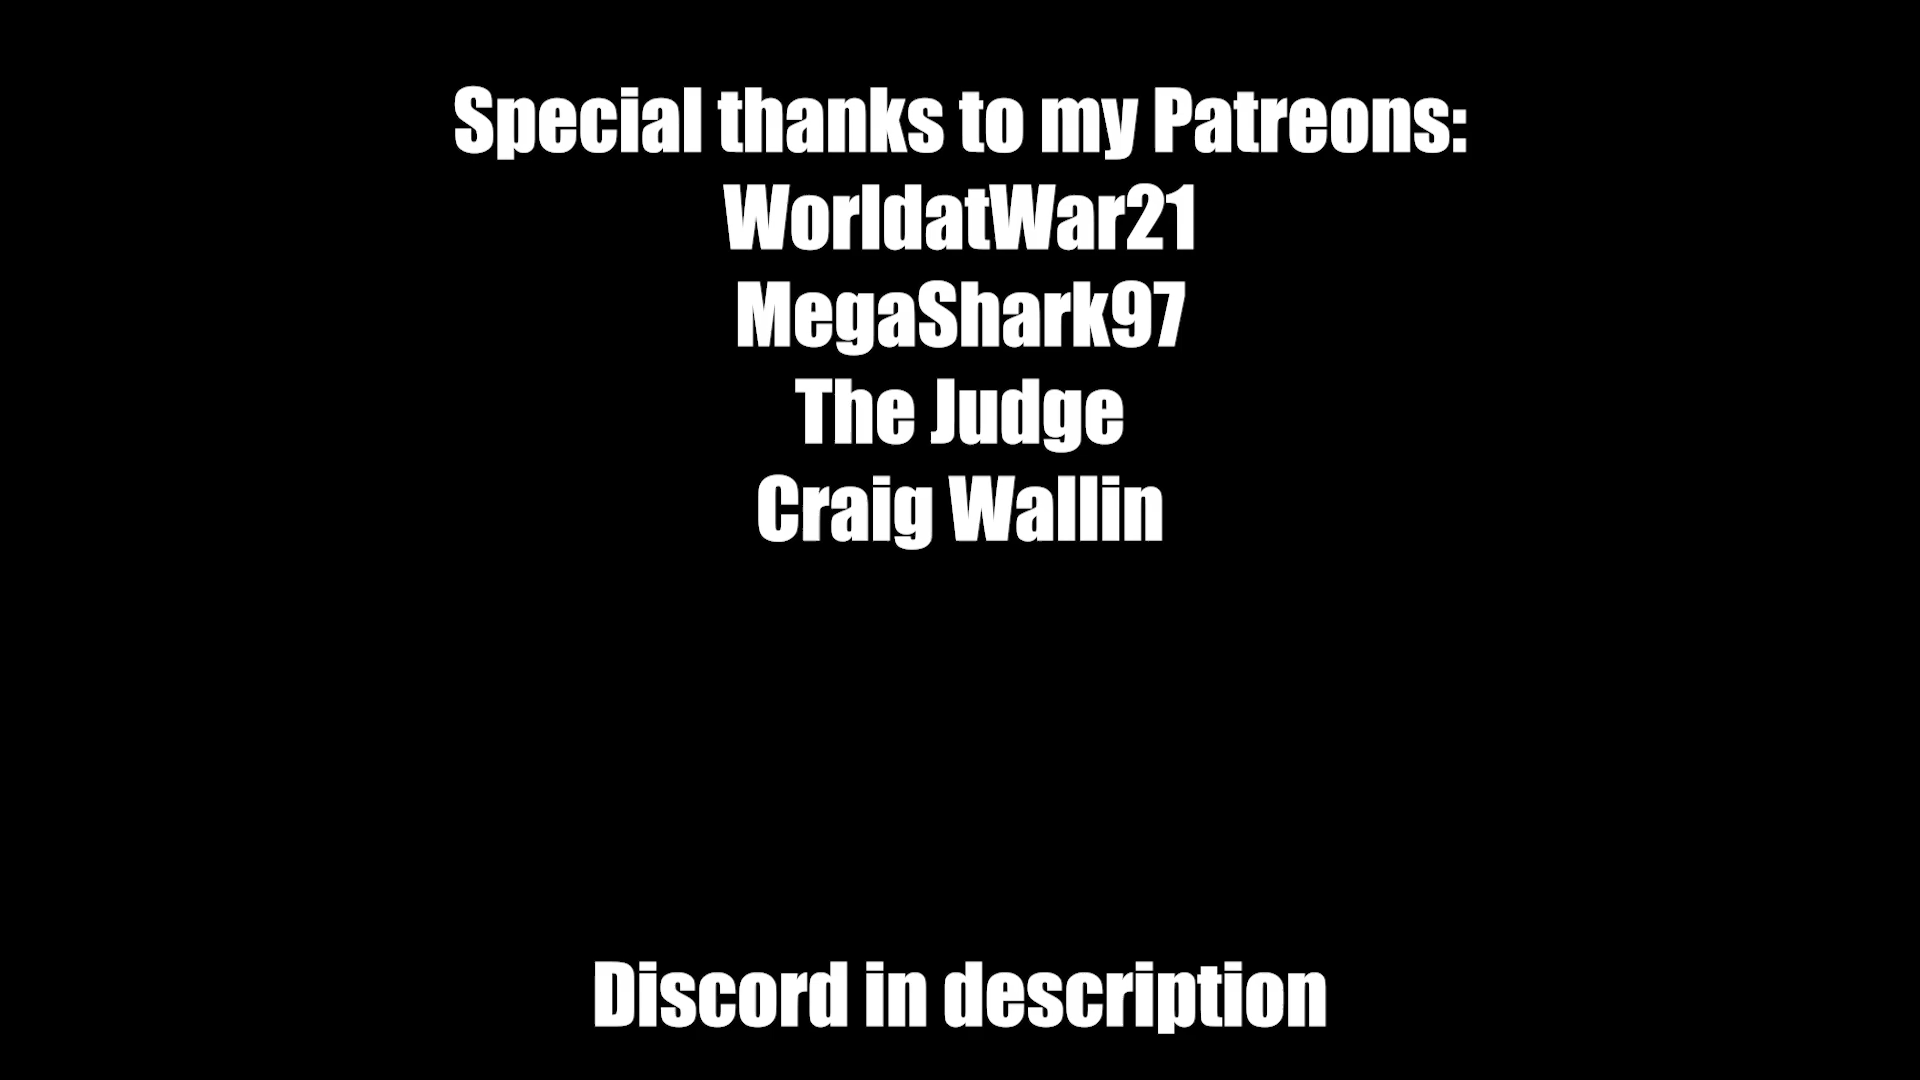 Special thanks to my Patreons:
WorldatWar21
MegaShark97
The Judge
Craig Wallin
Discord in description